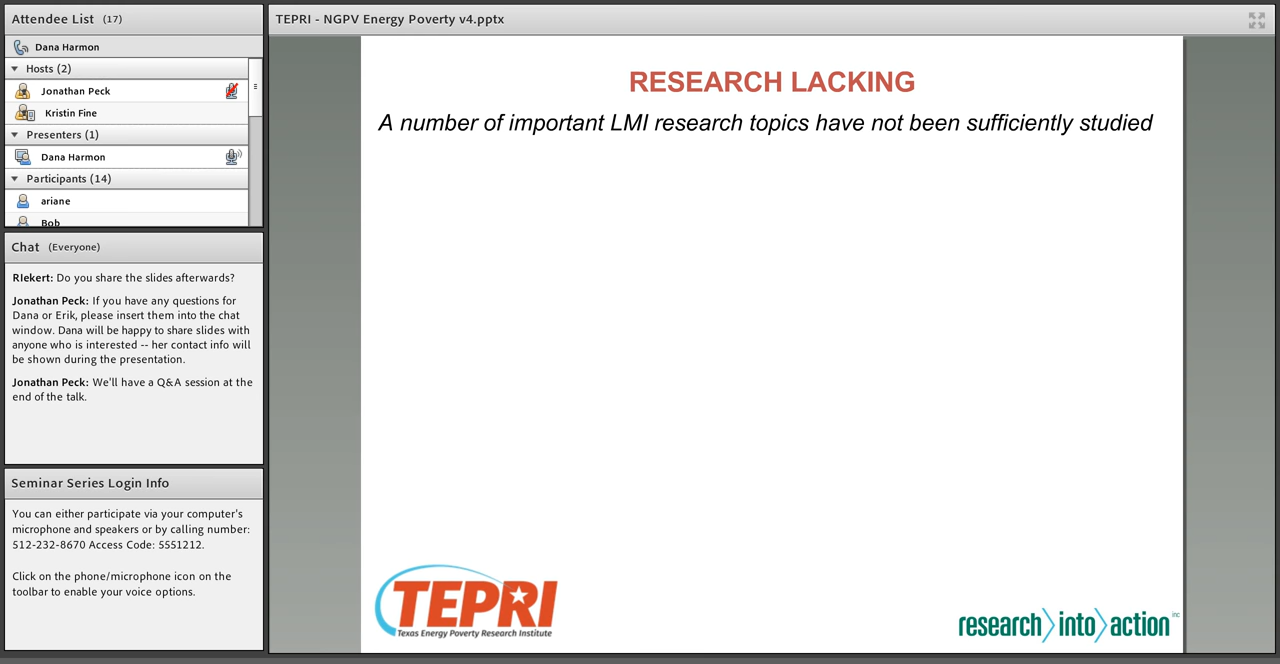 Attendee List (17)
Dana Harmon
Hosts (2)
Jonathan Peck
Kristin Fine
Presenters (1)
Dana Harmon
Participants (14)
ariane
Bob
Chat (Everyone)
RIekert: Do you share the slides afterwards?
Jonathan Peck: If you have any questions for
Dana or Erik, please insert them into the chat
window. Dana will be happy to share slides with
anyone who is interested -- her contact info will
be shown during the presentation.
Jonathan Peck: We'll have a Q&A session at the
end of the talk.
Seminar Series Login Info
You can either participate via your computer's
microphone and speakers or by calling number:
512-232-8670 Access Code: 5551212.
Click on the phone/microphone icon on the
toolbar to enable your voice options.
TEPRI - NGPV Energy Poverty v4.pptx
RESEARCH LACKING
A number of important LMI research topics have not been sufficiently studied
TEPRI
Texas Energy Poverty Research Institute
research into action inc